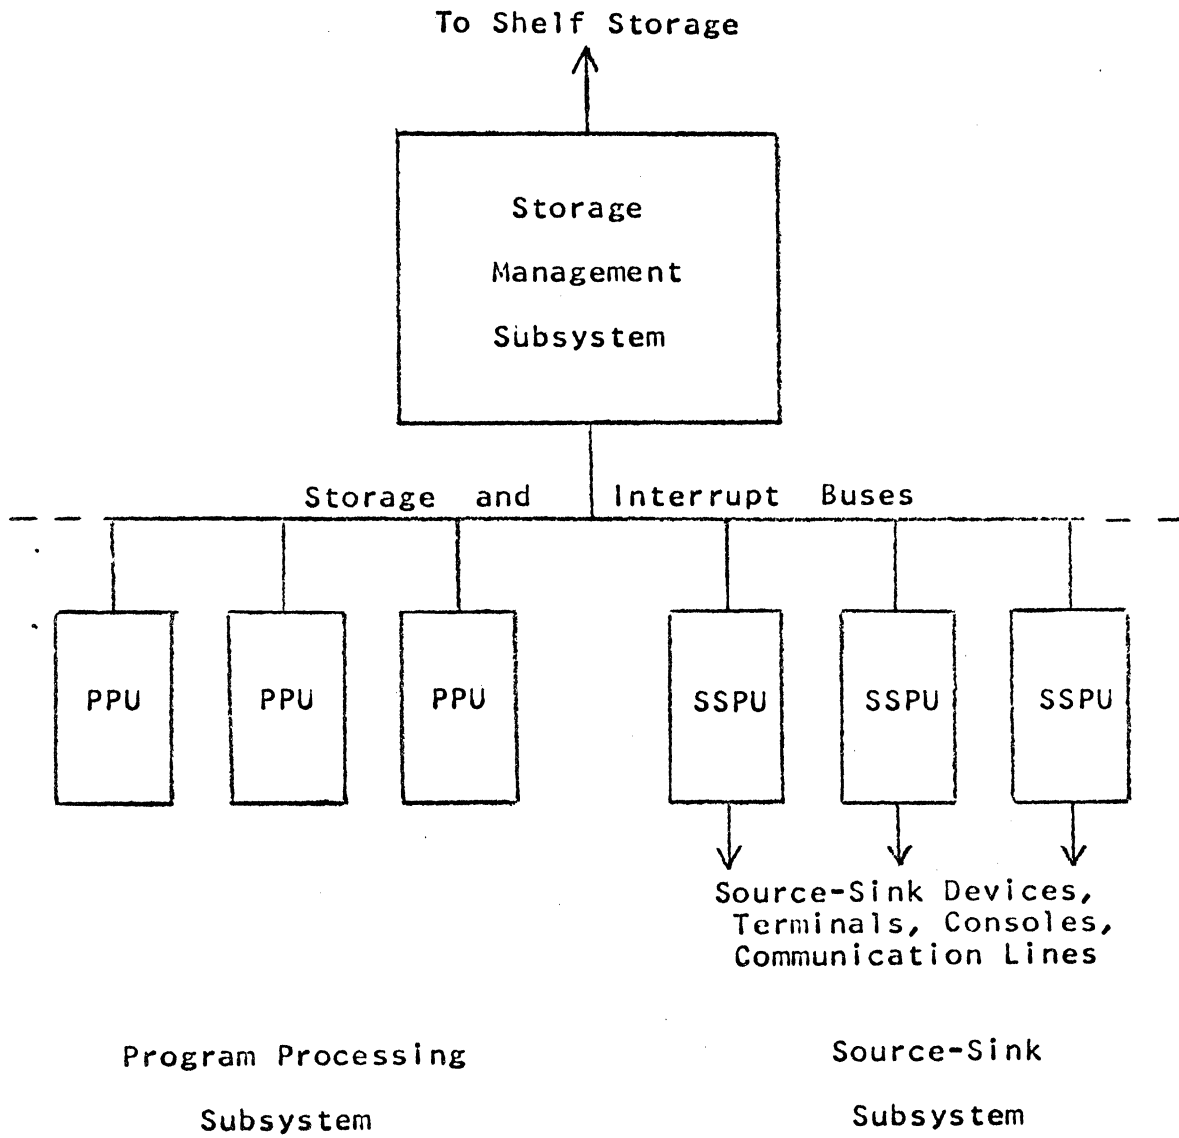 To Shelf Storage
Storage
Management
Subsystem
Storage and Interrupt Buses
PPU PPU PPU SSPU SSPU SSPU
Source-Sink Devices,
Terminals, Consoles,
Communication Lines
Program Processing
Subsystem
Source-Sink
Subsystem